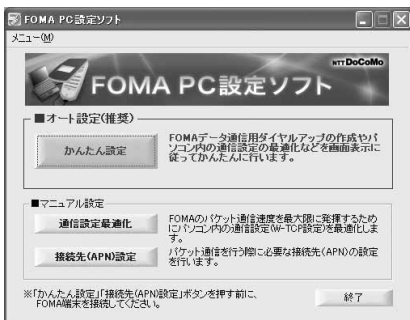 FOMA PC設定ソフト
メニュー(M)
NTT DoCoMo
FOMA PC設定ソフト
■オート設定(推奨)
かんたん設定
FOMAデータ通信用ダイヤルアップの作成やパ
ソコン内の通信設定の最適化などを画面表示に
従ってかんたんに行います。
■マニュアル設定
通信設定最適化
FOMAのパケット通信速度を最大限に発揮するため
にパソコン内の通信設定(W-TCP設定)を最適化しま
す。
接続先(APN)設定
パケット通信を行う際に必要な接続先(APN)の設定
を行います。
※「かんたん設定」「接続先(APN)設定」ボタンを押す前に、
FOMA端末を接続してください。
終了